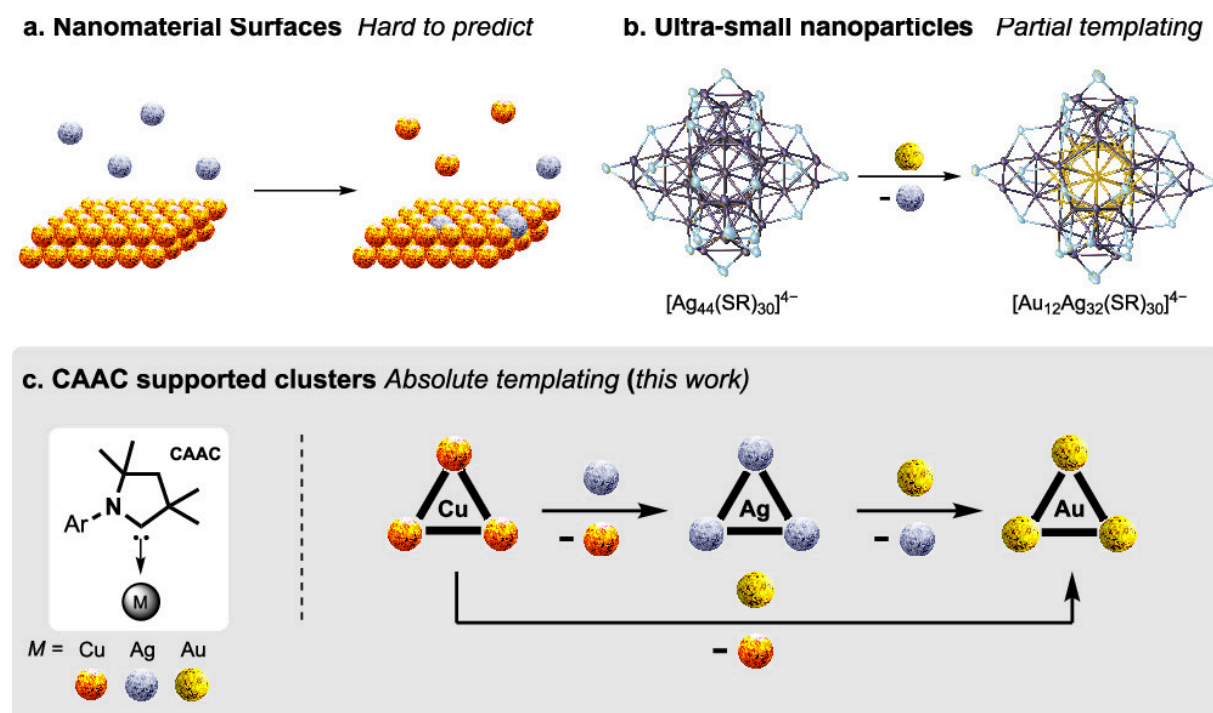 a. Nanomaterial Surfaces Hard to predict
b. Ultra-small nanoparticles Partial templating
-
[Ag44(SR)30]4–
[Au12Ag32(SR)30]4–
c. CAAC supported clusters Absolute templating (this work)
CAAC
N
Ar
M
M = Cu Ag Au
Cu
-
Ag
-
Au
-